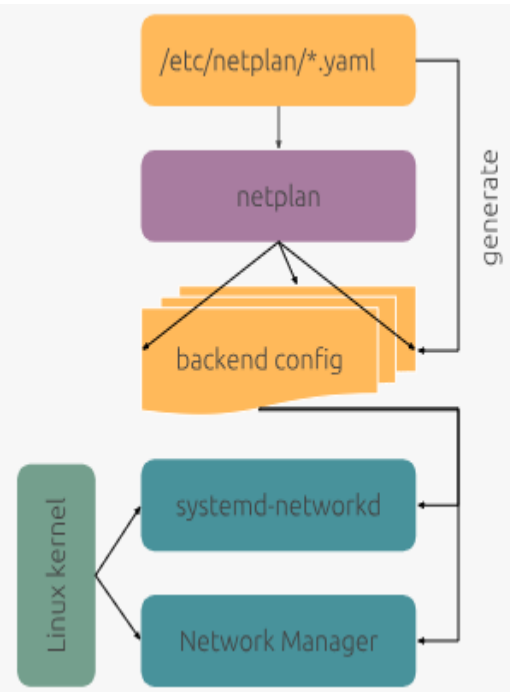 /etc/netplan/*.yaml
netplan
generate
backend config
systemd-networkd
Linux kernel
Network Manager